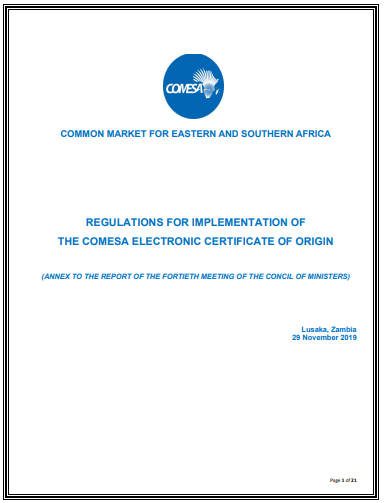 COMESA
COMMON MARKET FOR EASTERN AND SOUTHERN AFRICA
REGULATIONS FOR IMPLEMENTATION OF
THE COMESA ELECTRONIC CERTIFICATE OF ORIGIN
(ANNEX TO THE REPORT OF THE FORTIETH MEETING OF THE CONCIL OF MINISTERS)
Lusaka, Zambia
29 November 2019
Page 1 of 21